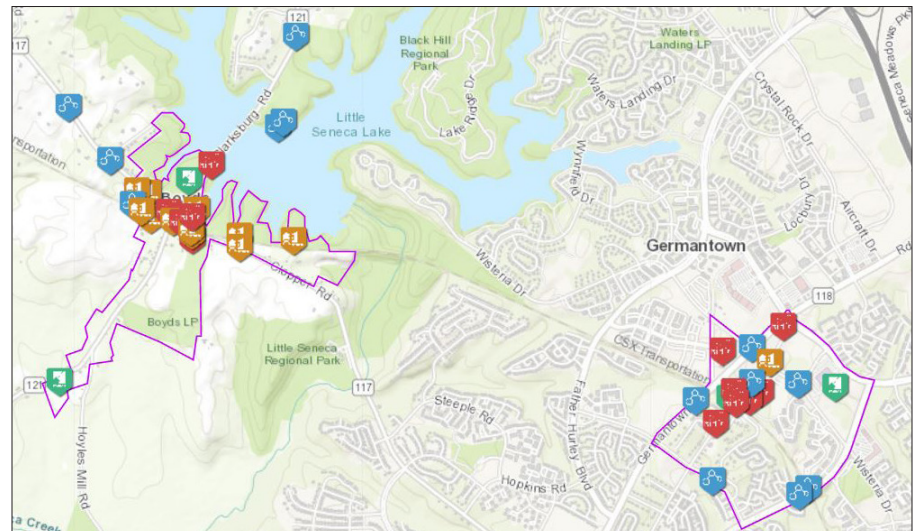 121
117
Black Hill
Regional
Park
Waters
Landing LP
Waters Landing Dr
Crystal Rock Dr
Lake Ridge Dr
Little
Seneca Lake
Wynnfield Dr
Locbury Dr
Aircraft Dr
Germantown
Rd
118
Wisteria Dr
Clopper Rd
Boyds LP
Little Seneca
Regional Park
CSX Transportation
121
117
Hoyles Mill Rd
Steeple Rd
Father Hurley Blvd
Hopkins Rd
Germantown
Wisteria Dr